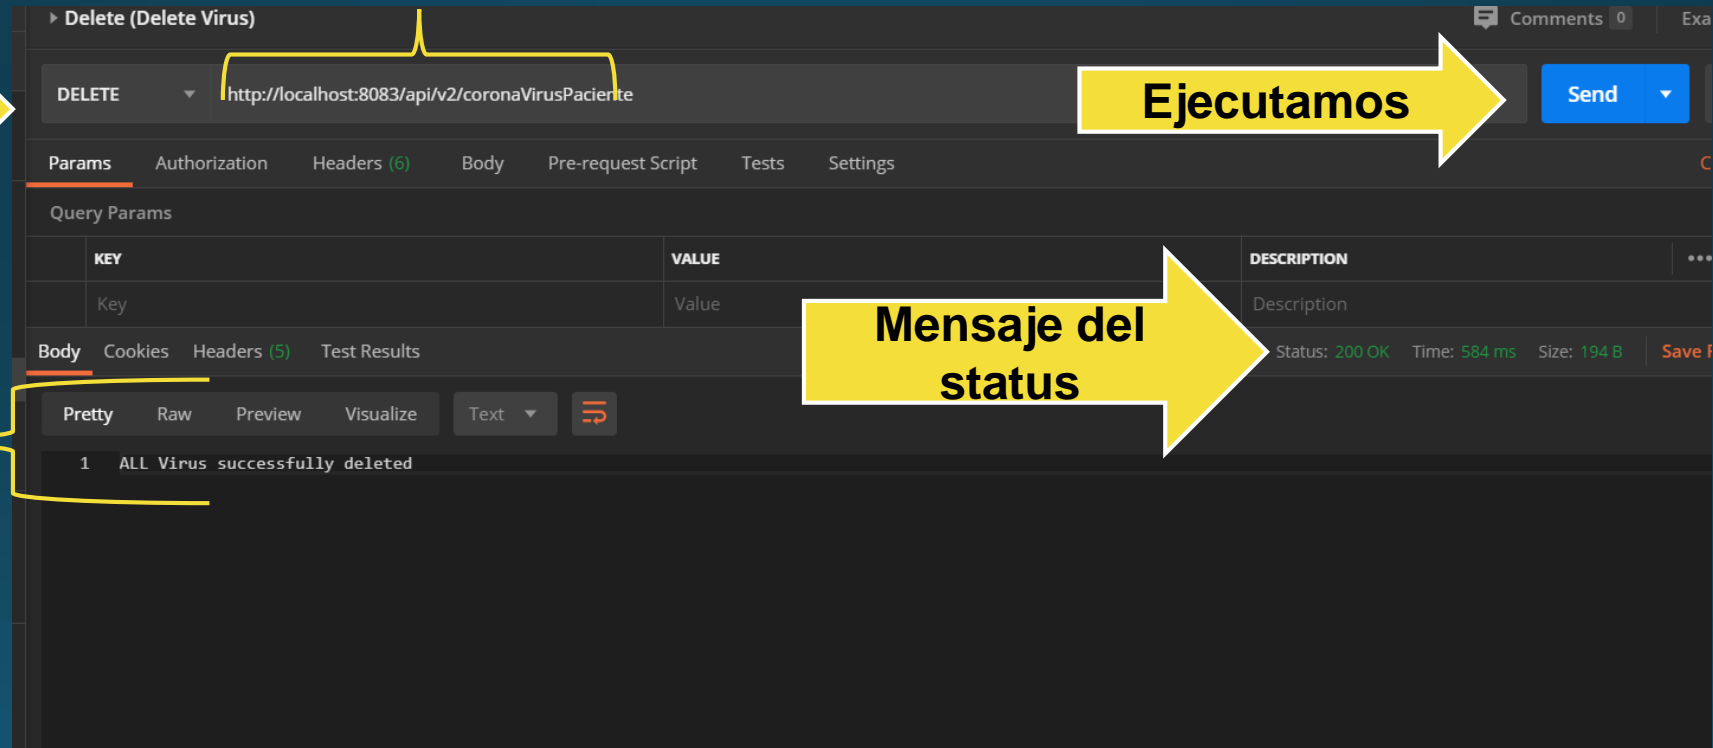 Delete (Delete Virus)
Comments 0
Exa
DELETE
http://localhost:8083/api/v2/coronaVirusPaciente
Ejecutamos
Send
Params Authorization Headers (6) Body Pre-request Script Tests Settings
C
Query Params
KEY VALUE DESCRIPTION
Key Value Description
Mensaje del
status
Body Cookies Headers (5) Test Results
Status: 200 OK Time: 584 ms Size: 194 B Save
Pretty Raw Preview Visualize Text
1 ALL Virus successfully deleted